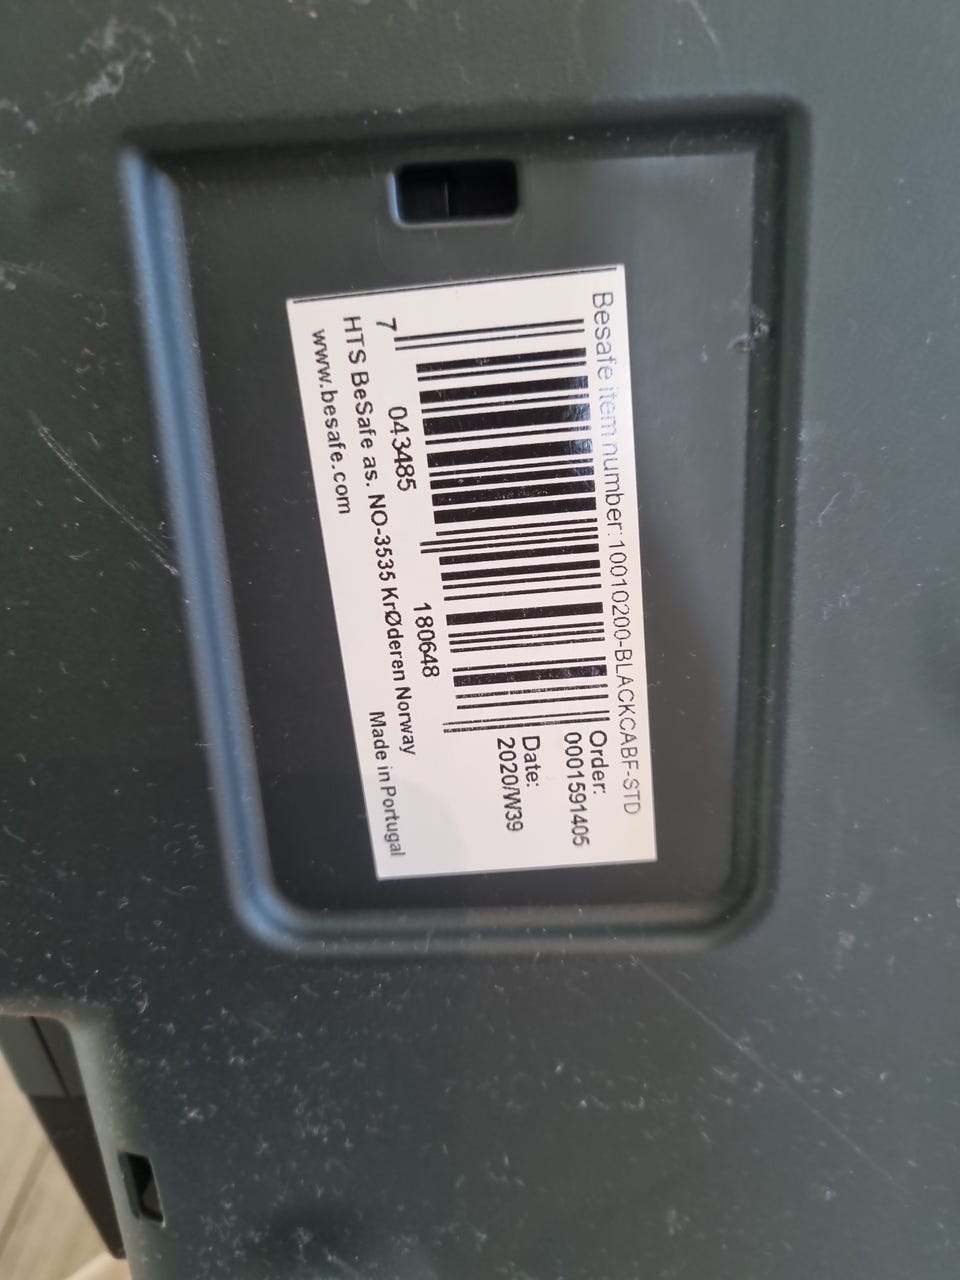 Besafe item number:10010200-BLACKCABF-STD
Order:
0001591405
Date:
2020/W39
7 043485 180648
HTS BeSafe as. NO-3535 KrØderen Norway
www.besafe.com
Made in Portugal